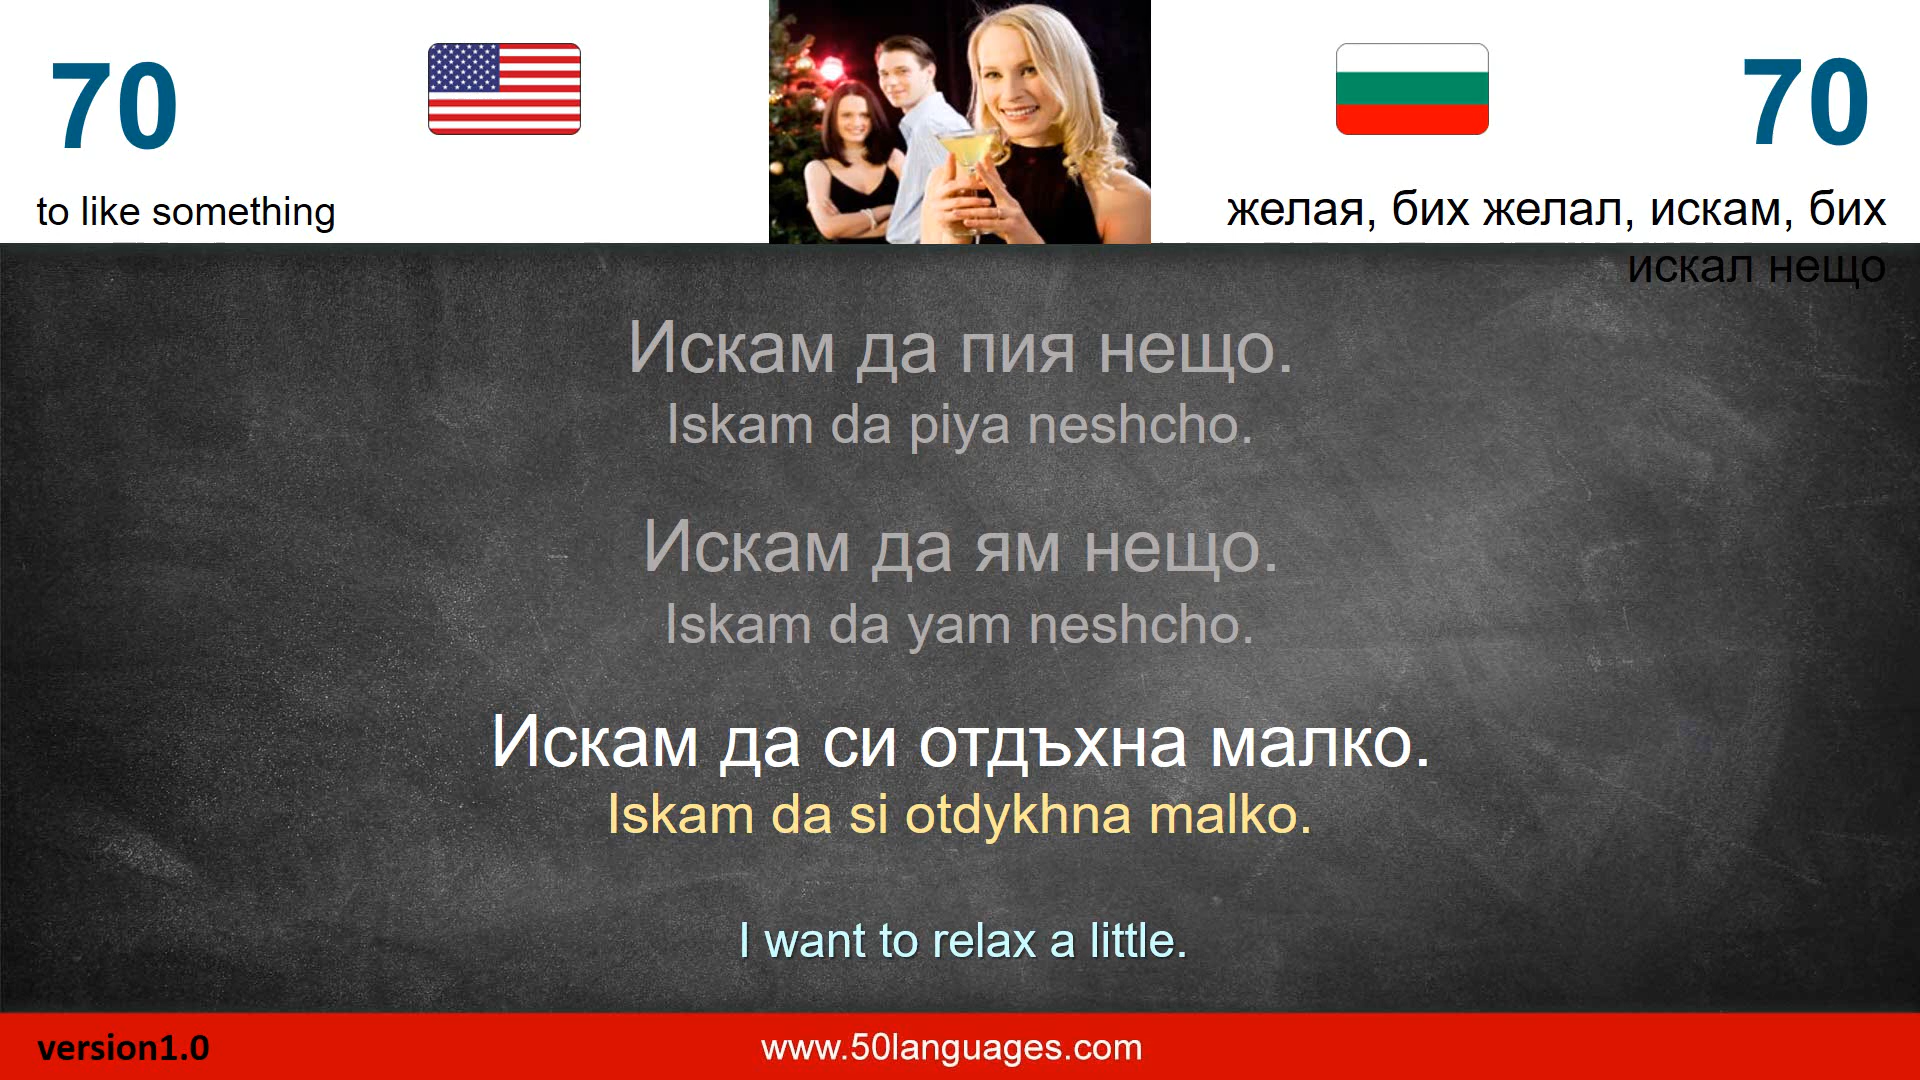 70
70
to like something
желая, бих желал, искам, бих
искал нещо
Искам да пия нещо.
Iskam da piya neshcho.
Искам да ям нещо.
Iskam da yam neshcho.
Искам да си отдъхна малко.
Iskam da si otdykhna malko.
I want to relax a little.
version1.0
www.50languages.com